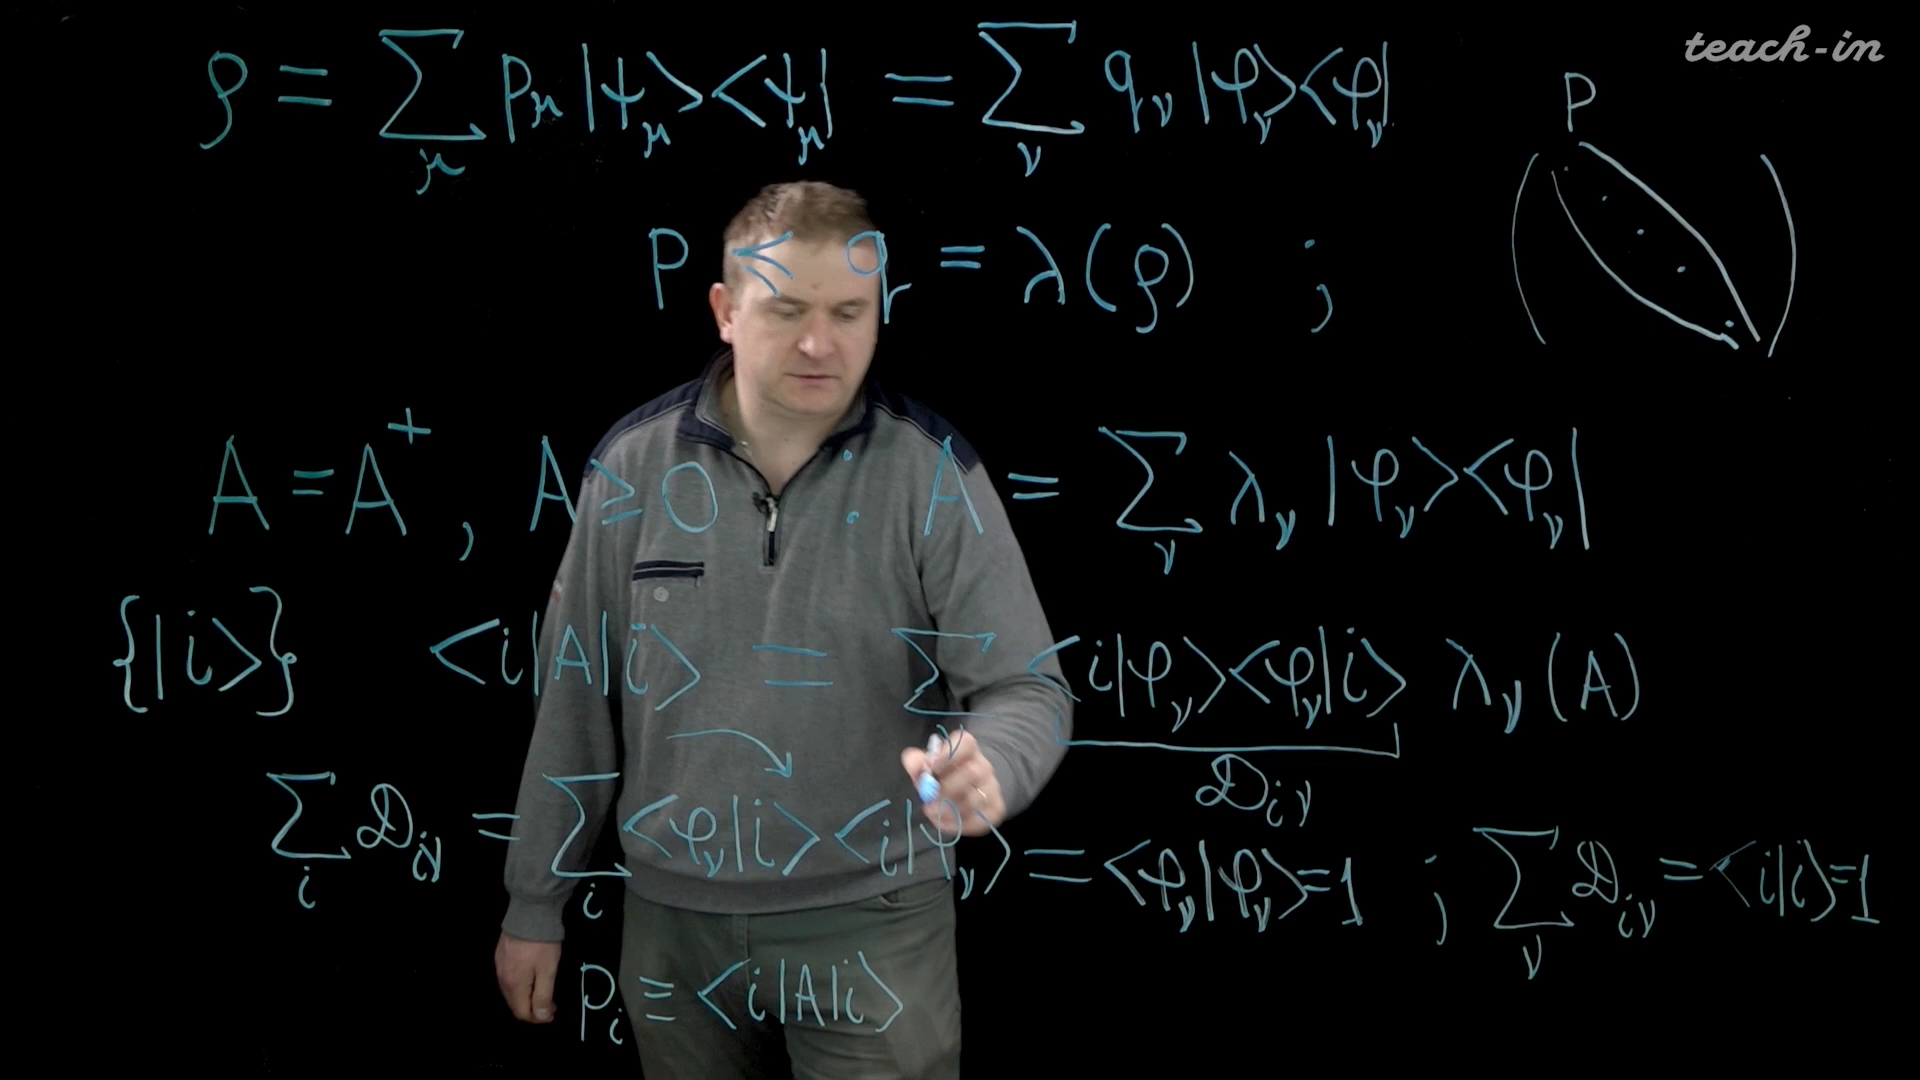 teach-in
ρ = ∑_μ p_μ |ψ_μ><ψ_μ| = ∑_ν q_ν |φ_ν><φ_ν|
P
p ≺ q = λ(ρ) ;
A = A⁺ , A ≥ 0 : A = ∑_ν λ_ν |φ_ν><φ_ν|
{|i>} <i|A|i> = ∑_ν <i|φ_ν><φ_ν|i> λ_ν (A)
D_iν
∑_i D_iν = ∑_i <φ_ν|i><i|φ_ν> = <φ_ν|φ_ν> = 1 ; ∑_ν D_iν = <i|i> = 1
p_i ≡ <i|A|i>